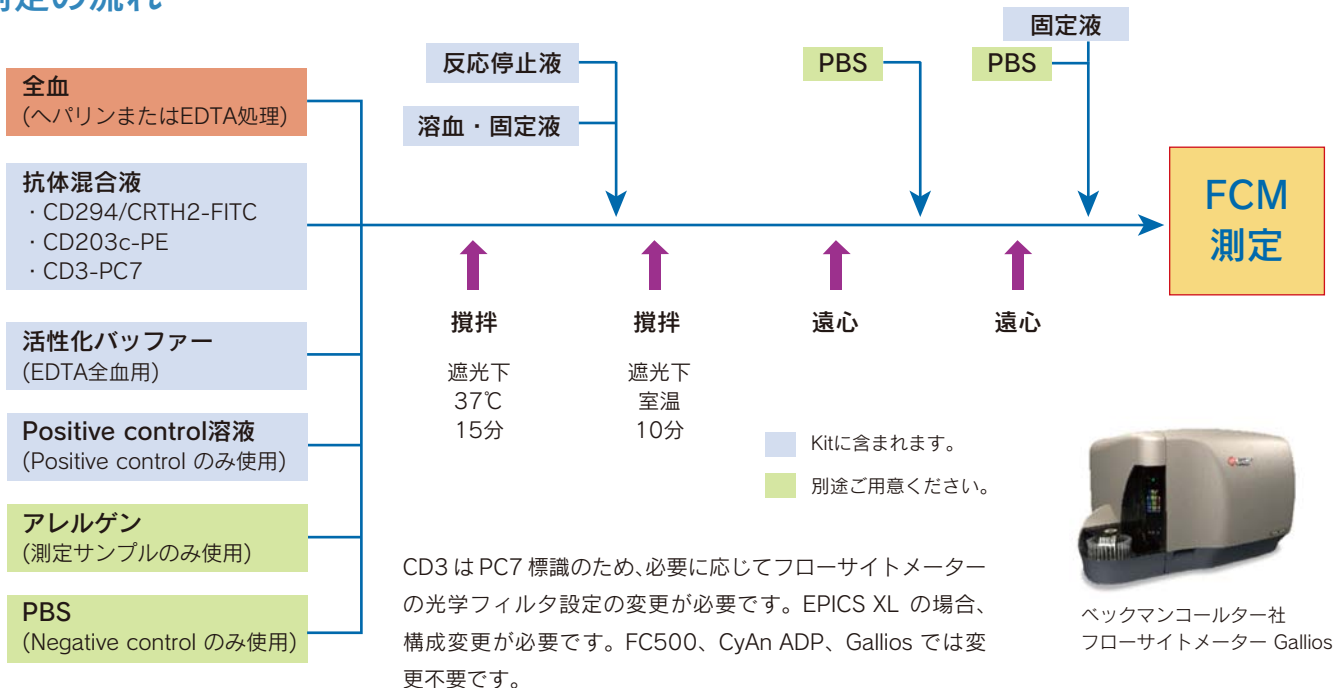 測定の流れ
反応停止液
溶血・固定液
PBS
PBS
固定液
全血
(ヘパリンまたはEDTA処理)
抗体混合液
・CD294/CRTH2-FITC
・CD203c-PE
・CD3-PC7
活性化バッファー
(EDTA全血用)
Positive control溶液
(Positive control のみ使用)
アレルゲン
(測定サンプルのみ使用)
PBS
(Negative control のみ使用)
撹拌
遮光下
37℃
15分
撹拌
遮光下
室温
10分
遠心
遠心
FCM
測定
Kitに含まれます。
別途ご用意ください。
CD3 は PC7 標識のため、必要に応じてフローサイトメーター
の光学フィルタ設定の変更が必要です。EPICS XL の場合、
構成変更が必要です。FC500、CyAn ADP、Gallios では変
更不要です。
ベックマンコールター社
フローサイトメーター Gallios